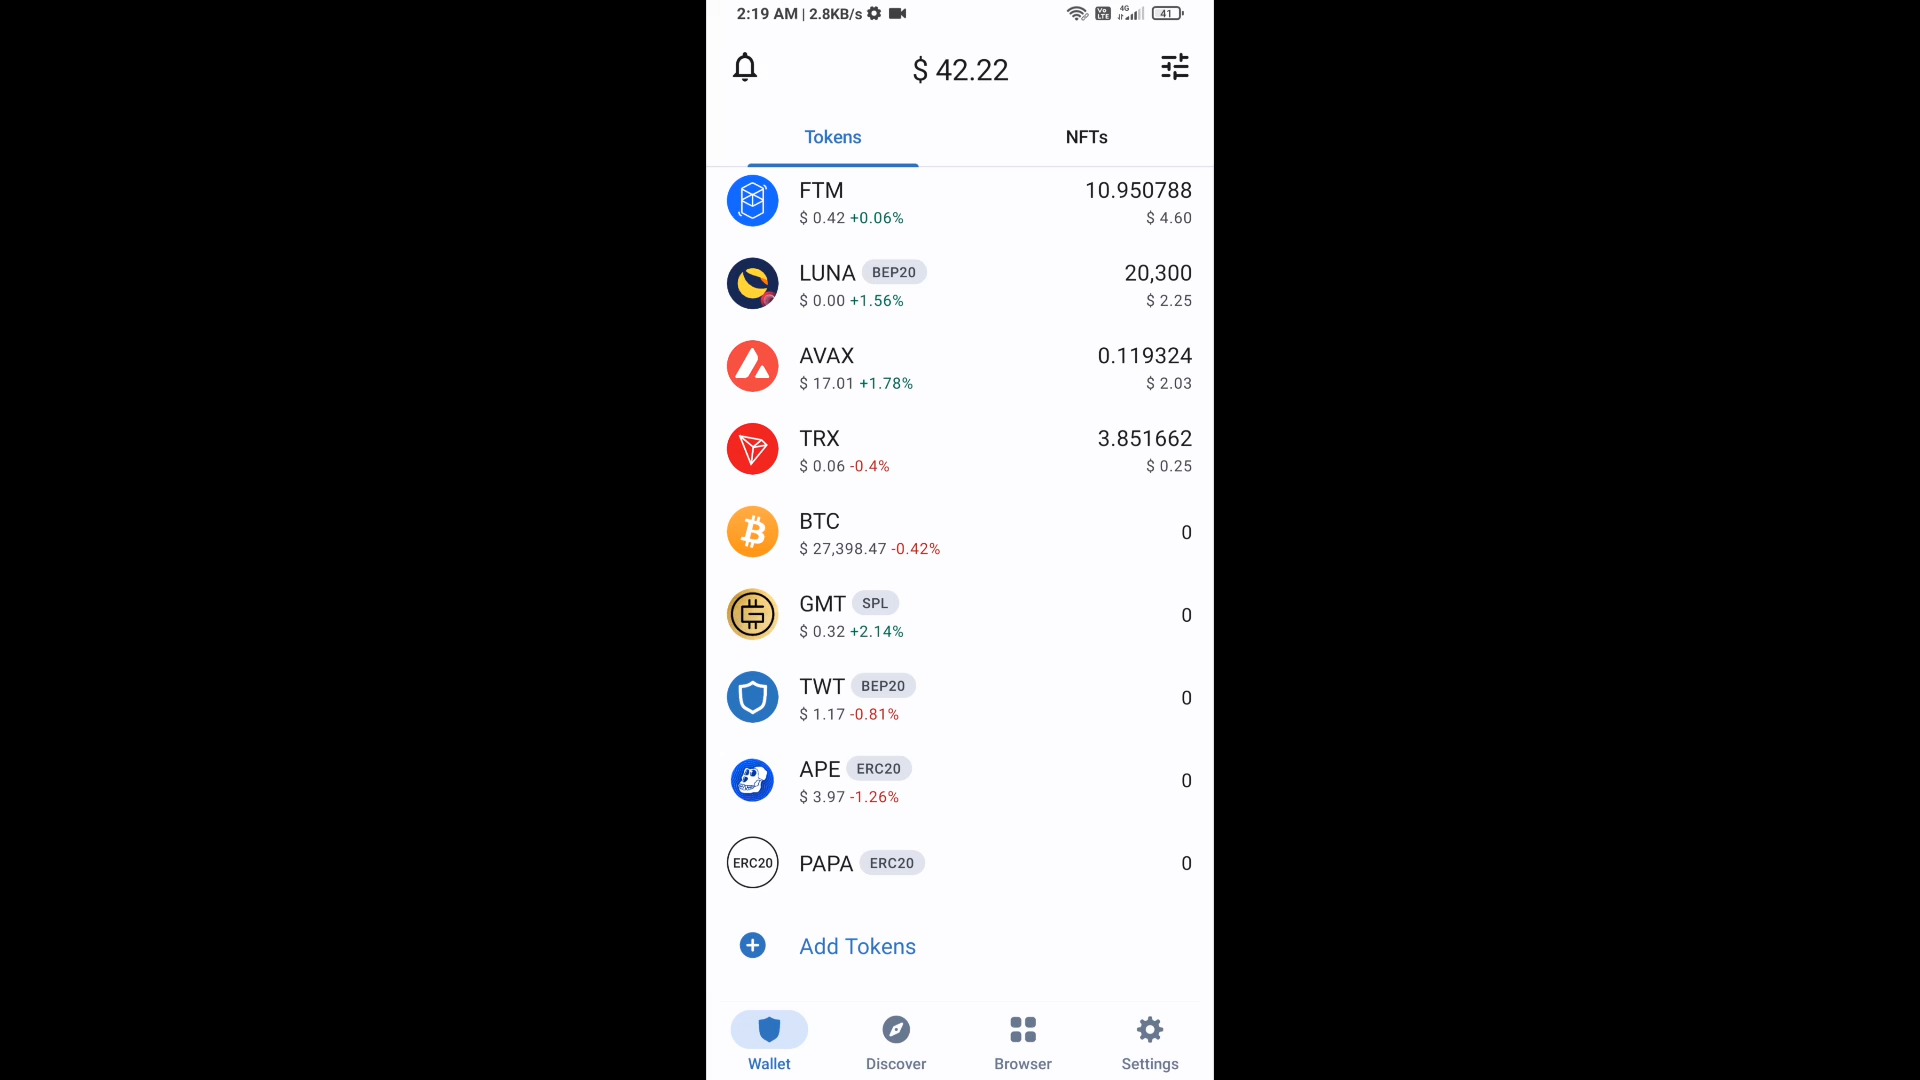 2:19 AM | 2.8KB/s
Vo LTE 4G 41
$ 42.22
Tokens NFTs
FTM 10.950788
$ 0.42 +0.06% $ 4.60
LUNA BEP20 20,300
$ 0.00 +1.56% $ 2.25
AVAX 0.119324
$ 17.01 +1.78% $ 2.03
TRX 3.851662
$ 0.06 -0.4% $ 0.25
BTC 0
$ 27,398.47 -0.42%
GMT SPL 0
$ 0.32 +2.14%
TWT BEP20 0
$ 1.17 -0.81%
APE ERC20 0
$ 3.97 -1.26%
ERC20 PAPA ERC20 0
Add Tokens
Wallet Discover Browser Settings